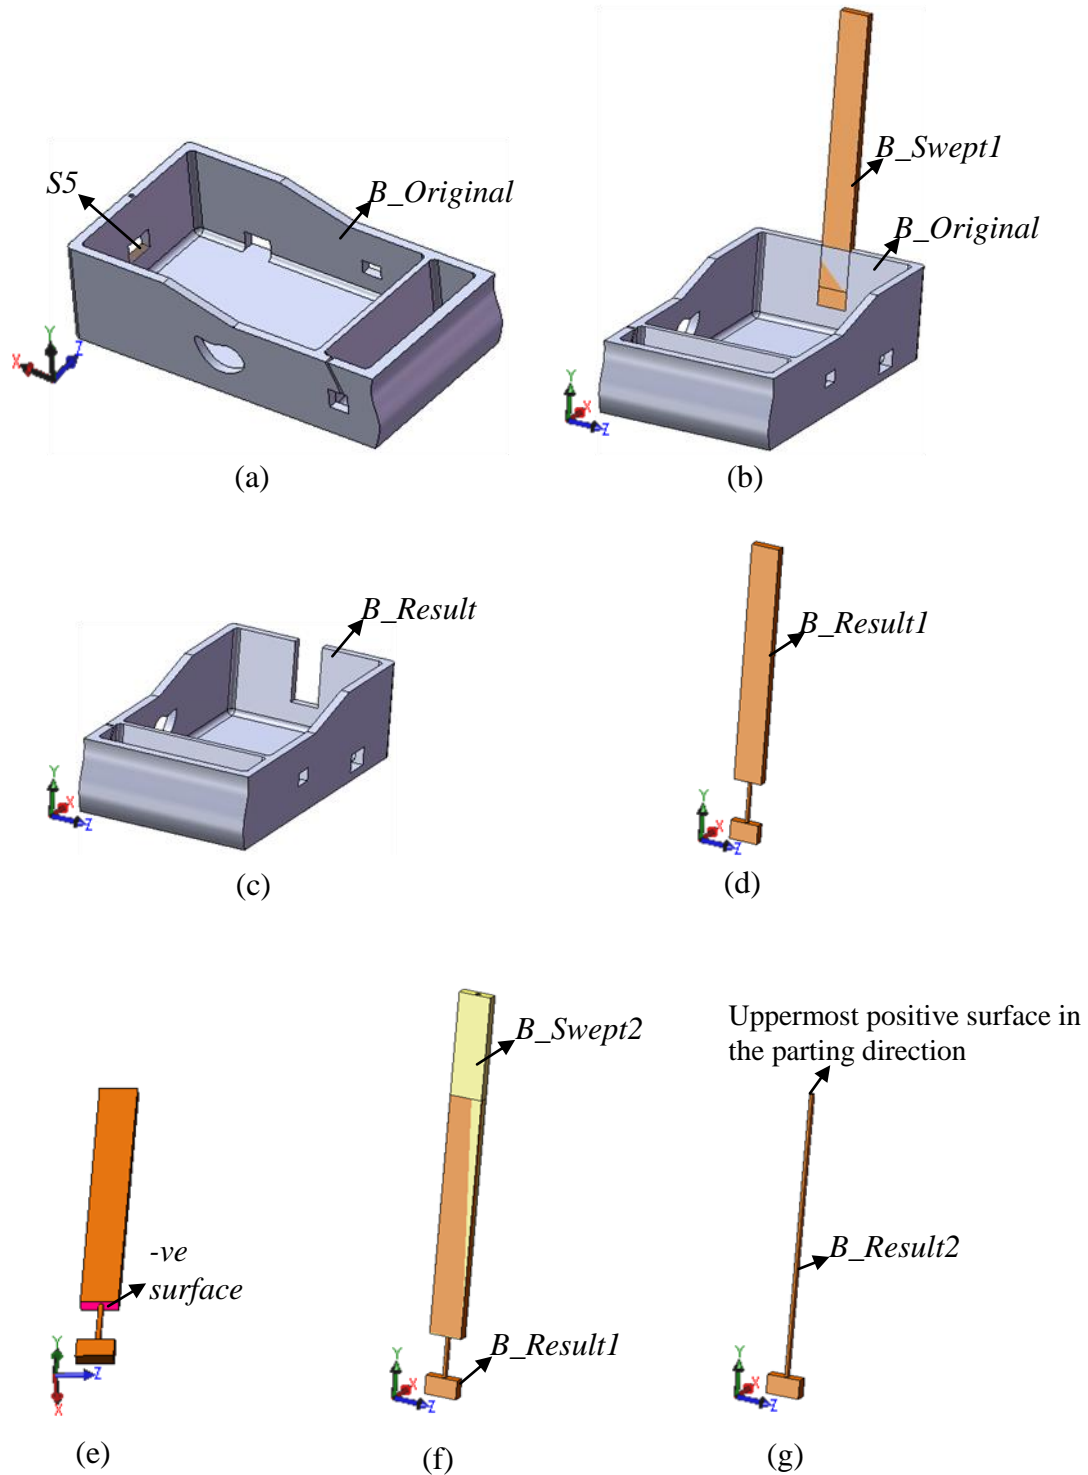 S5
B_Original
Y
X
Z
(a)
B_Swept1
B_Original
Y
X
Z
(b)
B_Result
Y
X
Z
(c)
B_Result1
Y
X
Z
(d)
-ve
surface
Y
Z
X
(e)
B_Swept2
B_Result1
Y
X
Z
(f)
Uppermost positive surface in
the parting direction
B_Result2
Y
X
Z
(g)